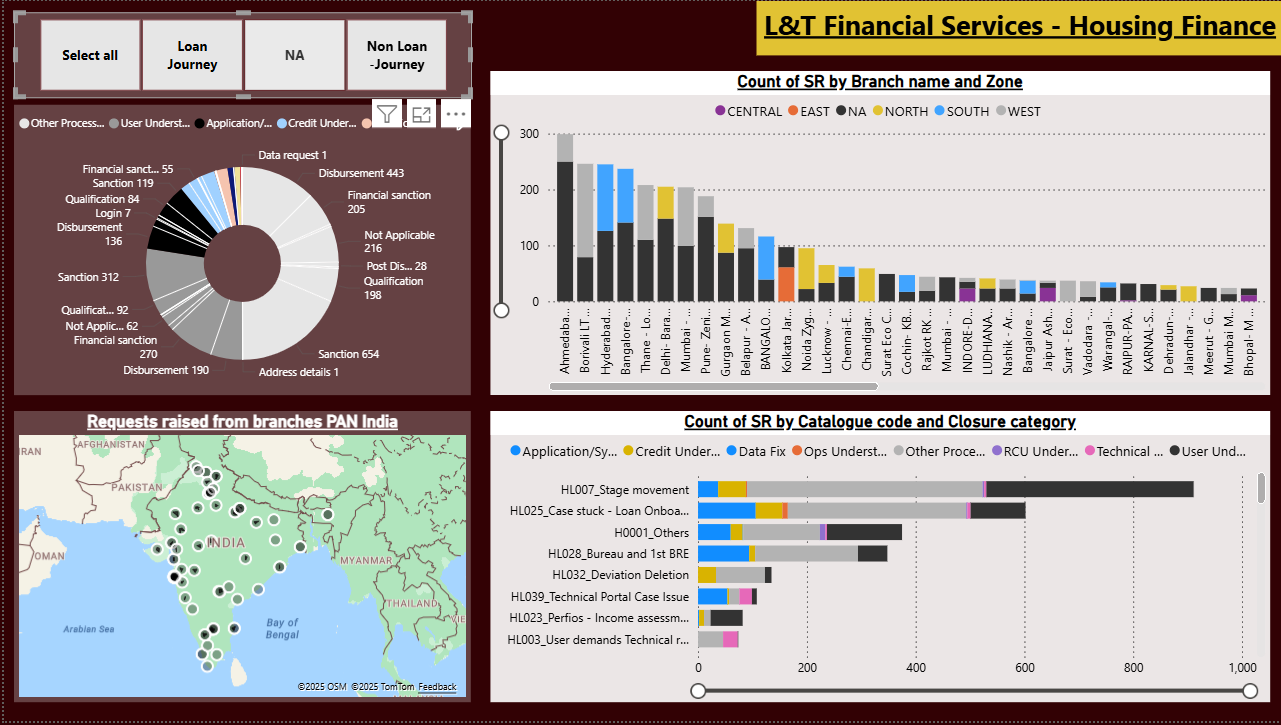 Select all
Loan
Journey
NA
Non Loan
-Journey
L&T Financial Services - Housing Finance
Other Process...
User Underst...
Application/...
Credit Under...
Data request 1
Financial sanct... 55
Disbursement 443
Sanction 119
Financial sanction
205
Qualification 84
Login 7
Disbursement
136
Not Applicable
216
Post Dis... 28
Sanction 312
Qualification
198
Qualificat... 92
Not Applic... 62
Financial sanction
270
Sanction 654
Disbursement 190
Address details 1
Count of SR by Branch name and Zone
CENTRAL
EAST
NA
NORTH
SOUTH
WEST
300
200
100
0
Ahmedaba...
Borivali LT ...
Hyderabad...
Bangalore-...
Thane - Lo...
Delhi- Bara...
Mumbai - ...
Pune- Zeni...
Gurgaon M...
Belapur - A...
BANGALO...
Kolkata Jar...
Noida Zyg...
Lucknow - ...
Chennai-E...
Chandigar...
Surat Eco C...
Cochin- KB...
Rajkot RK ...
Mumbai - ...
INDORE-D...
LUDHIANA...
Nashik - Ar...
Bangalore ...
Jaipur Ash...
Surat - Eco...
Vadodara -...
Warangal-...
RAIPUR-PA...
KARNAL-S...
Dehradun-...
Jalandhar -...
Meerut - G...
Mumbai M...
Bhopal- M ...
Requests raised from branches PAN India
IRAN
AFGHANISTAN
PAKISTAN
INDIA
OMAN
MYANMAR
THAILAND
Arabian Sea
Bay of
Bengal
©2025 OSM ©2025 TomTom Feedback
Count of SR by Catalogue code and Closure category
Application/Sy...
Credit Under...
Data Fix
Ops Underst...
Other Proce...
RCU Under...
Technical ...
User Und...
HL007_Stage movement
HL025_Case stuck - Loan Onboa...
H0001_Others
HL028_Bureau and 1st BRE
HL032_Deviation Deletion
HL039_Technical Portal Case Issue
HL023_Perfios - Income assessm...
HL003_User demands Technical r...
0
200
400
600
800
1,000